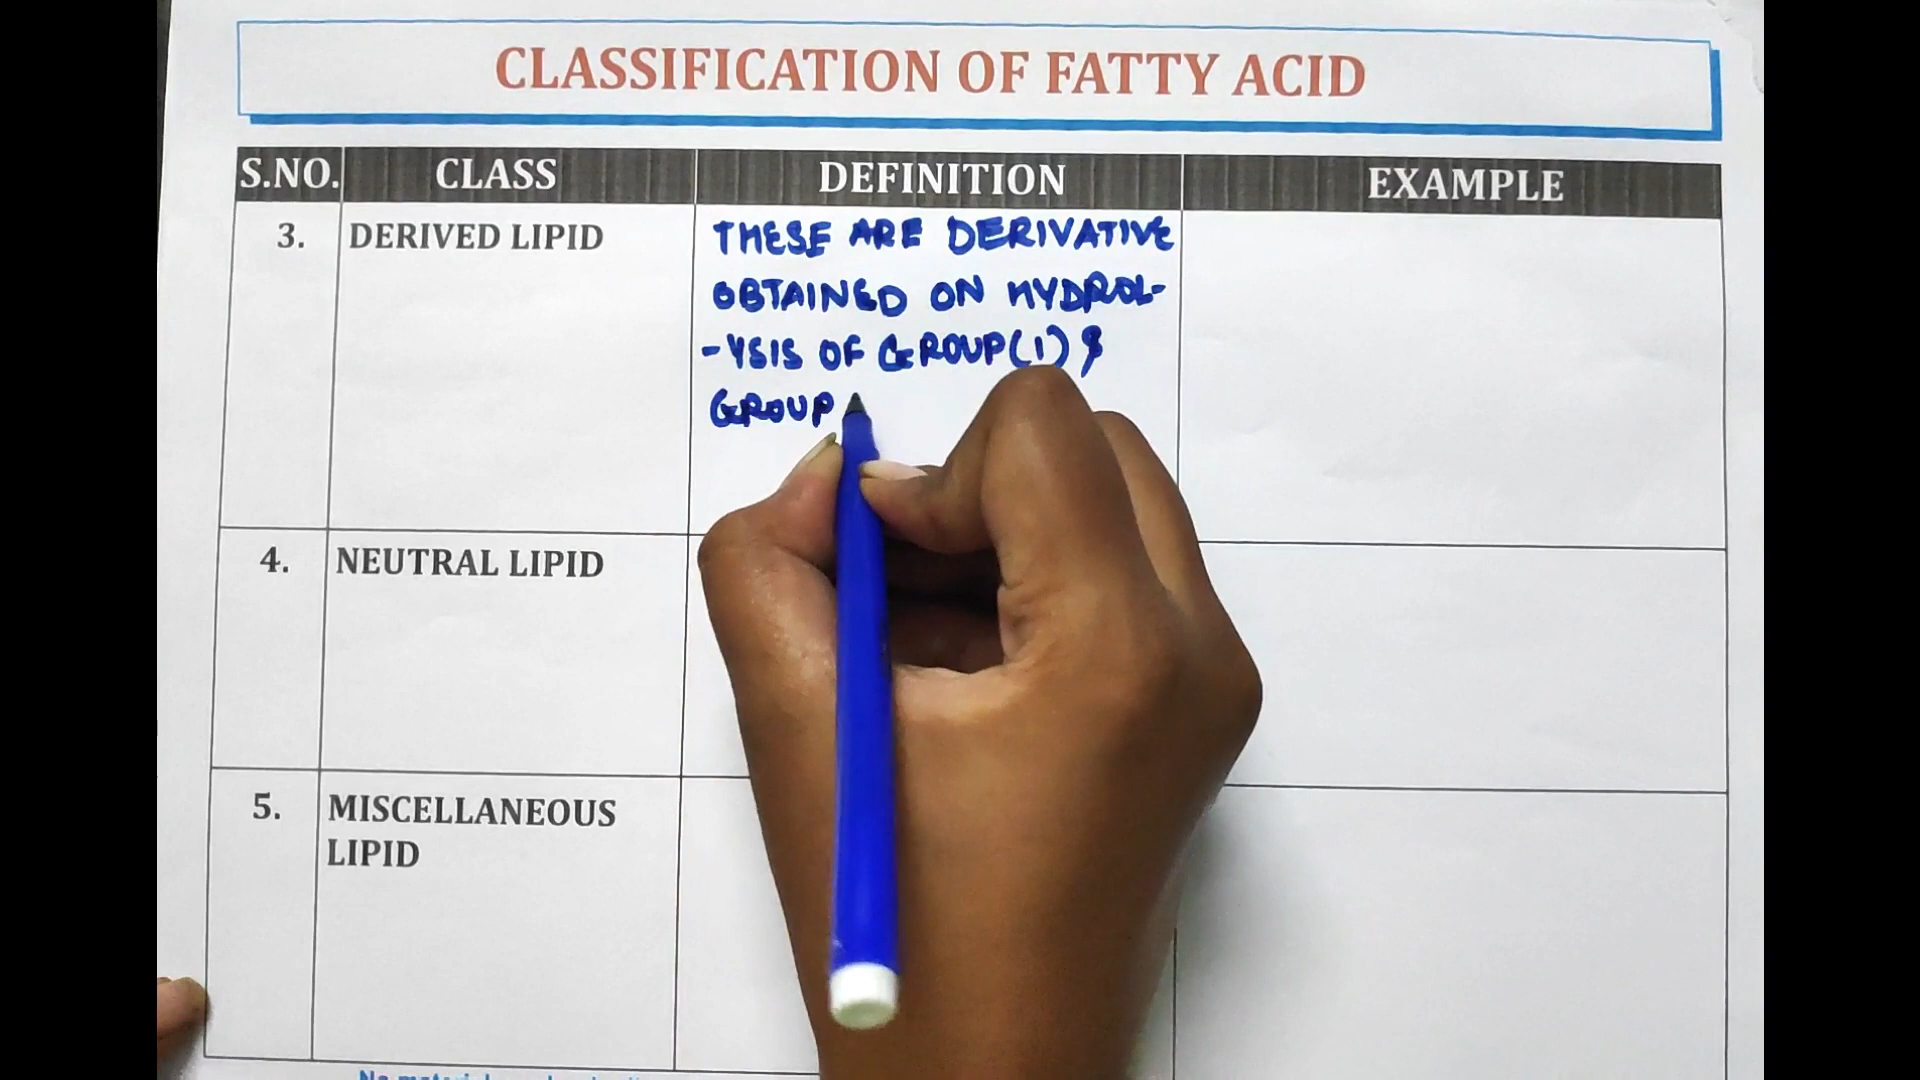 CLASSIFICATION OF FATTY ACID
S.NO. CLASS DEFINITION EXAMPLE
3. DERIVED LIPID
THESE ARE DERIVATIVE
OBTAINED ON HYDROL-
-YSIS OF GROUP(1) &
GROUP
4. NEUTRAL LIPID
5. MISCELLANEOUS
LIPID